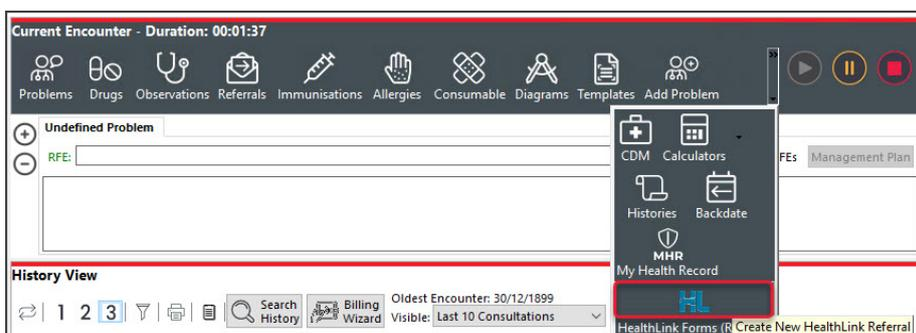 Current Encounter - Duration: 00:01:37
Problems Drugs Observations Referrals Immunisations Allergies Consumable Diagrams Templates Add Problem
Undefined Problem
CDM Calculators
RFE: FEs Management Plan
Histories Backdate
MHR
My Health Record
History View
HL
1 2 3 Search History Billing Wizard Oldest Encounter: 30/12/1899
Visible: Last 10 Consultations
HealthLink Forms (R Create New HealthLink Referral